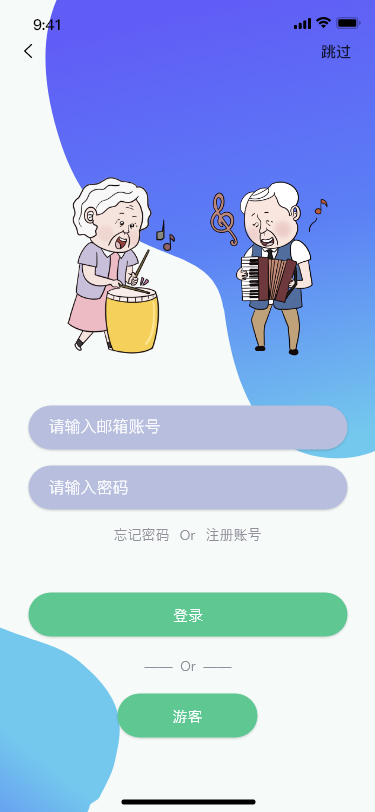 9:41
跳过
请输入邮箱账号
请输入密码
忘记密码 Or 注册账号
登录
—— Or ——
游客